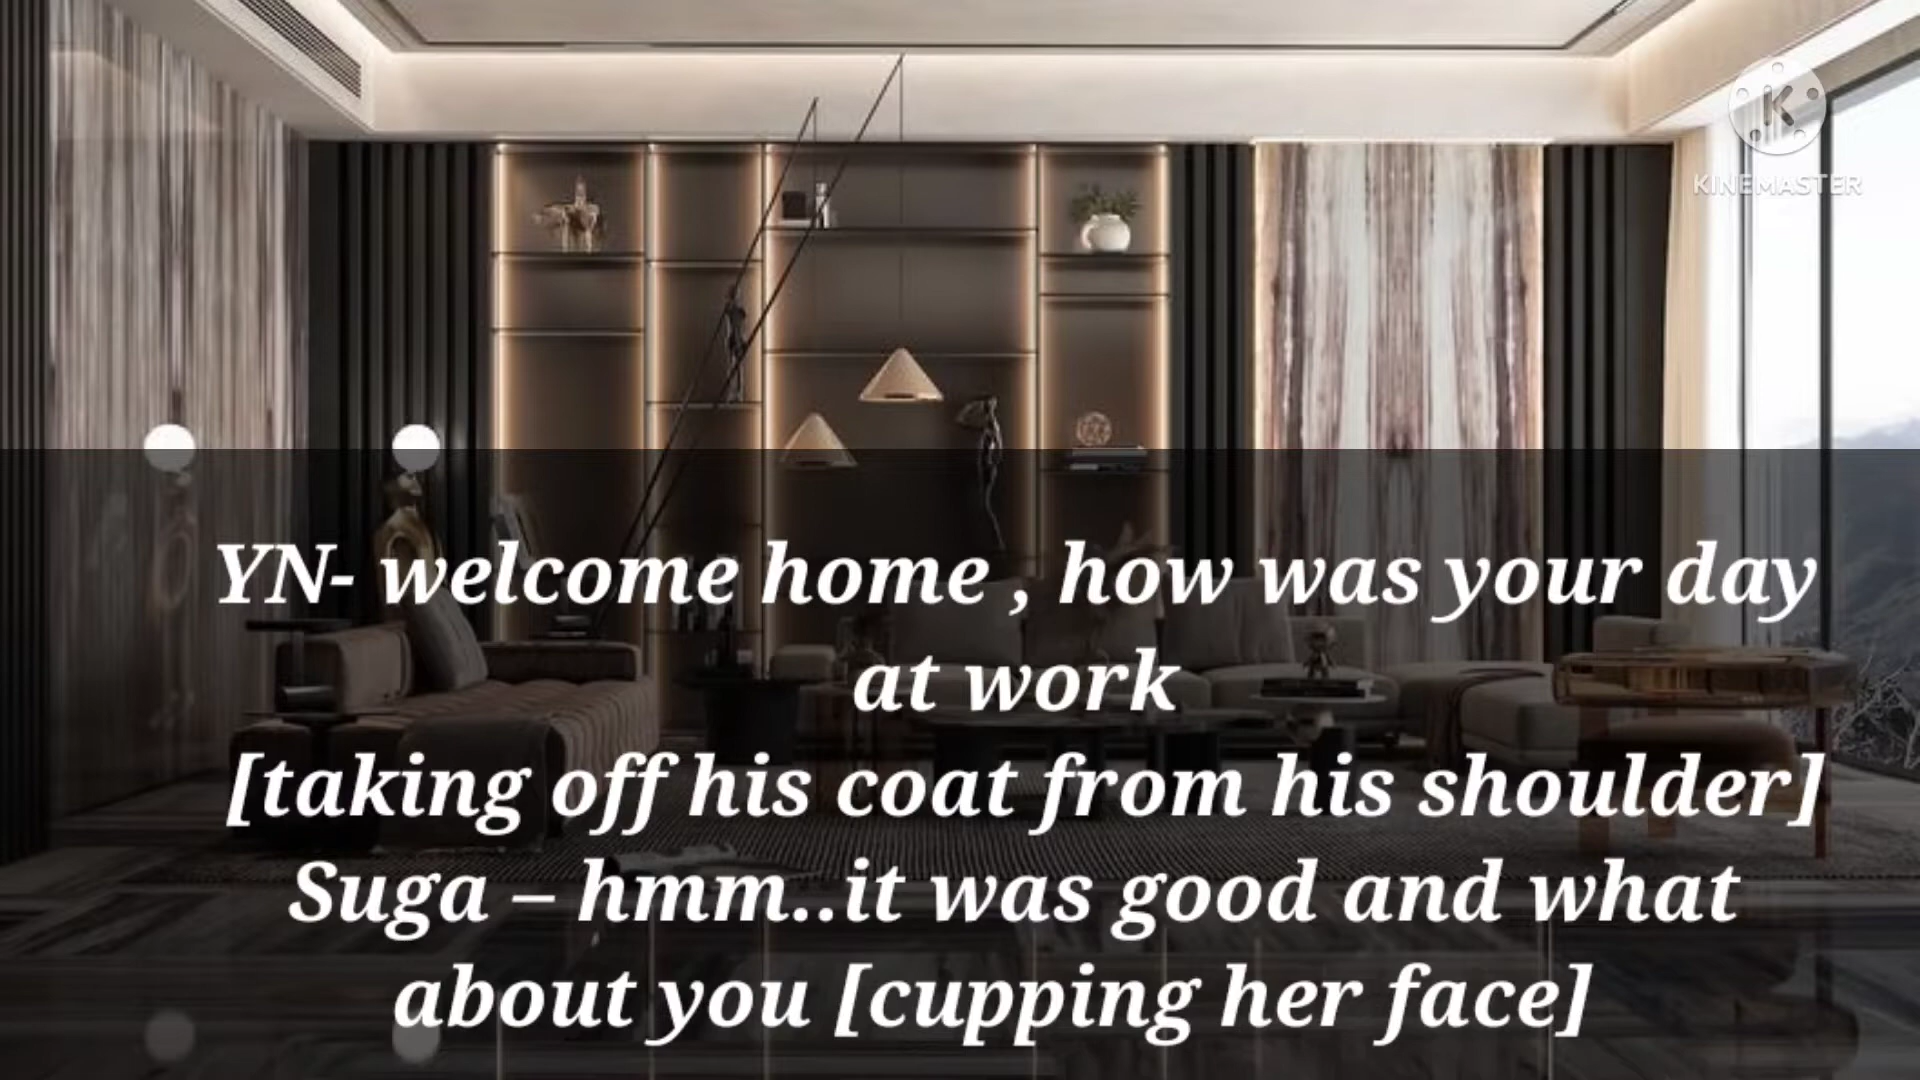 K
KINEMASTER
YN- welcome home , how was your day
at work
[taking off his coat from his shoulder]
Suga – hmm..it was good and what
about you [cupping her face]